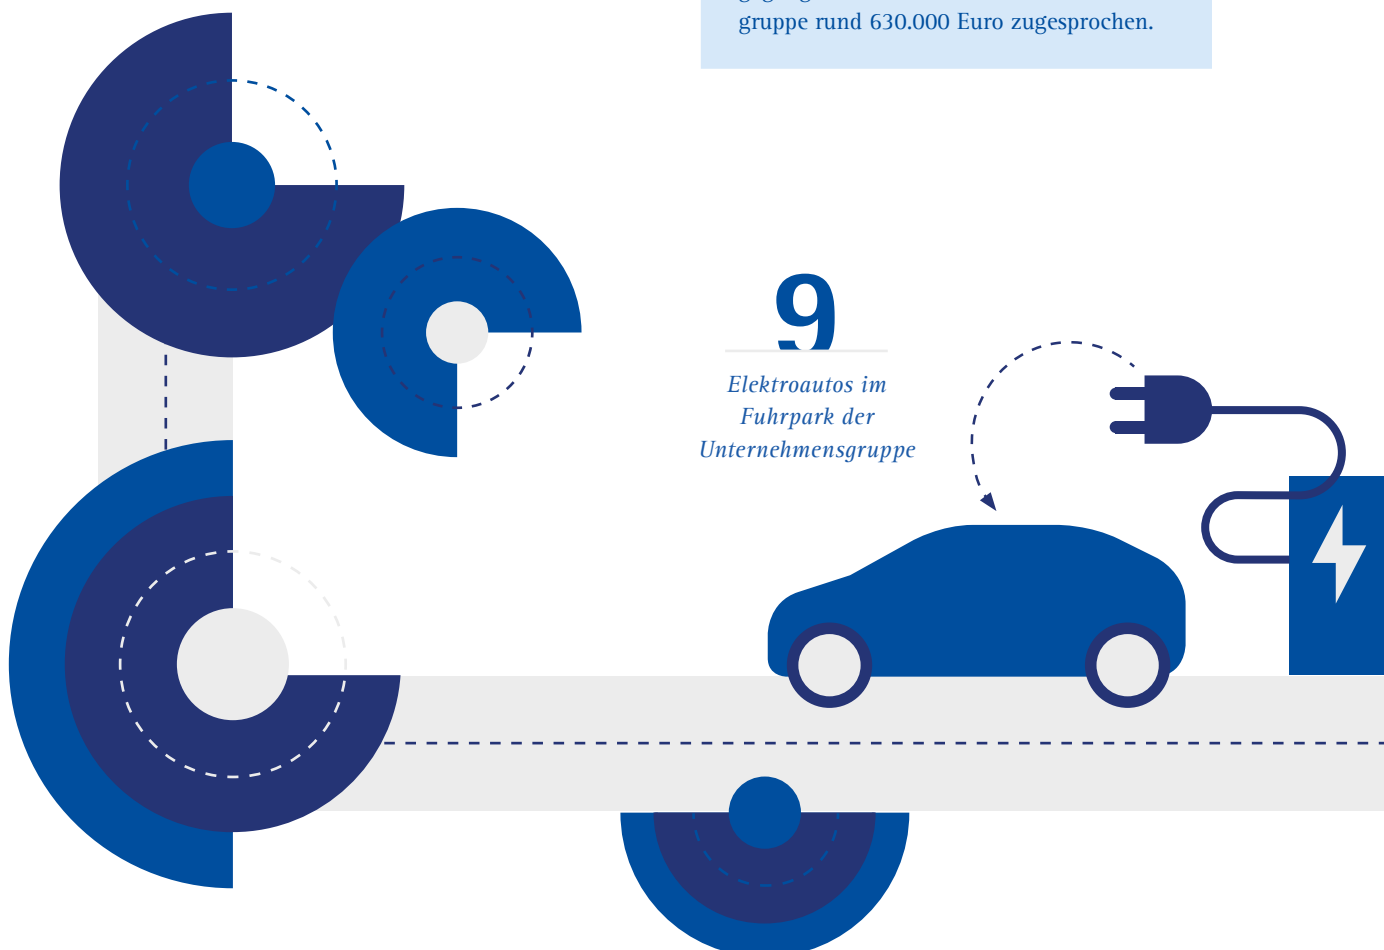 gruppe rund 630.000 Euro zugesprochen.
9
Elektroautos im
Fuhrpark der
Unternehmensgruppe